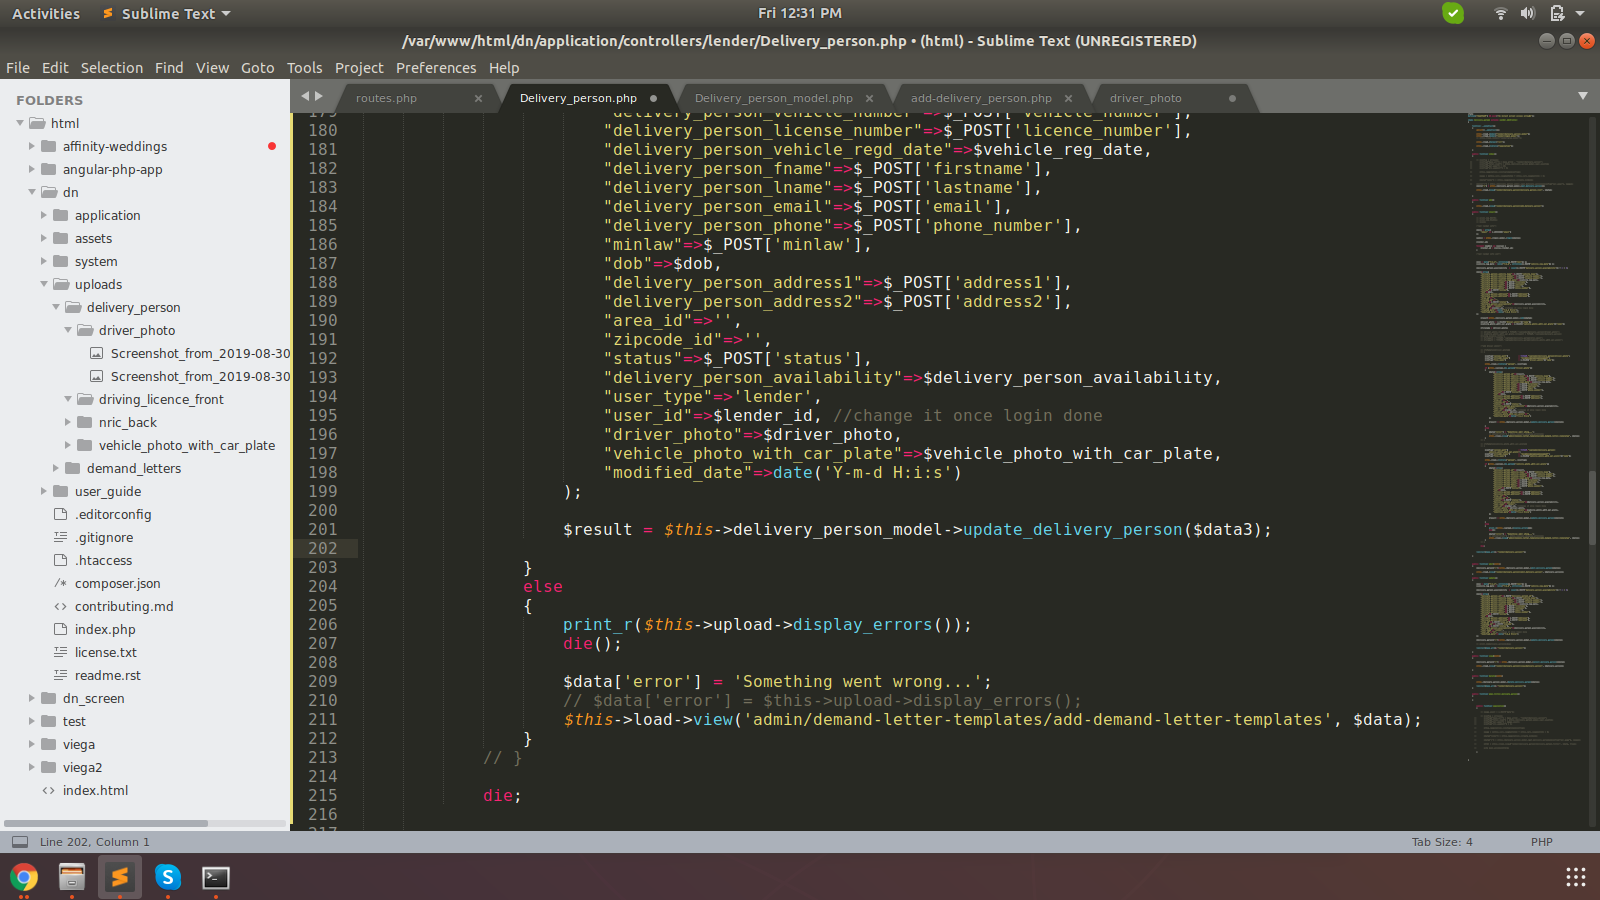 Activities Sublime Text Fri 12:31 PM
/var/www/html/dn/application/controllers/lender/Delivery_person.php • (html) - Sublime Text (UNREGISTERED)
File Edit Selection Find View Goto Tools Project Preferences Help
FOLDERS
html
affinity-weddings
angular-php-app
dn
application
assets
system
uploads
delivery_person
driver_photo
Screenshot_from_2019-08-30
Screenshot_from_2019-08-30
driving_licence_front
nric_back
vehicle_photo_with_car_plate
demand_letters
user_guide
.editorconfig
.gitignore
.htaccess
composer.json
contributing.md
index.php
license.txt
readme.rst
dn_screen
test
viega
viega2
index.html
routes.php Delivery_person.php Delivery_person_model.php add-delivery_person.php driver_photo
179 "delivery_person_vehicle_number"=>$_POST['vehicle_number'],
180 "delivery_person_license_number"=>$_POST['licence_number'],
181 "delivery_person_vehicle_regd_date"=>$vehicle_reg_date,
182 "delivery_person_fname"=>$_POST['firstname'],
183 "delivery_person_lname"=>$_POST['lastname'],
184 "delivery_person_email"=>$_POST['email'],
185 "delivery_person_phone"=>$_POST['phone_number'],
186 "minlaw"=>$_POST['minlaw'],
187 "dob"=>$dob,
188 "delivery_person_address1"=>$_POST['address1'],
189 "delivery_person_address2"=>$_POST['address2'],
190 "area_id"=>'',
191 "zipcode_id"=>'',
192 "status"=>$_POST['status'],
193 "delivery_person_availability"=>$delivery_person_availability,
194 "user_type"=>'lender',
195 "user_id"=>$lender_id, //change it once login done
196 "driver_photo"=>$driver_photo,
197 "vehicle_photo_with_car_plate"=>$vehicle_photo_with_car_plate,
198 "modified_date"=>date('Y-m-d H:i:s')
199 );
200
201 $result = $this->delivery_person_model->update_delivery_person($data3);
202
203 }
204 else
205 {
206 print_r($this->upload->display_errors());
207 die();
208
209 $data['error'] = 'Something went wrong...';
210 // $data['error'] = $this->upload->display_errors();
211 $this->load->view('admin/demand-letter-templates/add-demand-letter-templates', $data);
212 }
213 // }
214
215 die;
216
217
Line 202, Column 1 Tab Size: 4 PHP